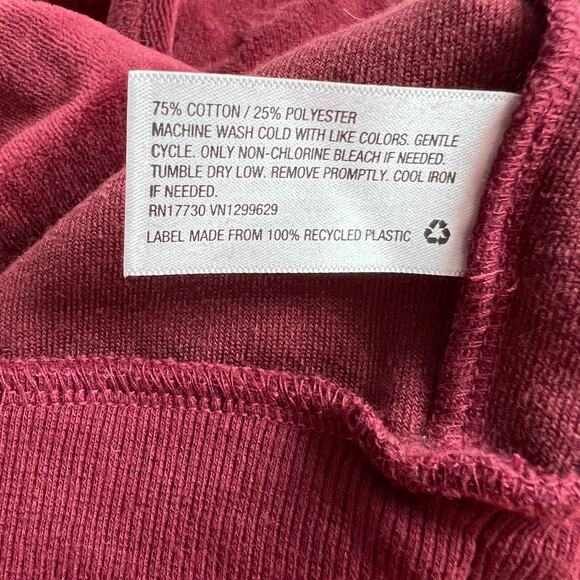 75% COTTON / 25% POLYESTER
MACHINE WASH COLD WITH LIKE COLORS. GENTLE
CYCLE. ONLY NON-CHLORINE BLEACH IF NEEDED.
TUMBLE DRY LOW. REMOVE PROMPTLY. COOL IRON
IF NEEDED.
RN17730 VN1299629
LABEL MADE FROM 100% RECYCLED PLASTIC